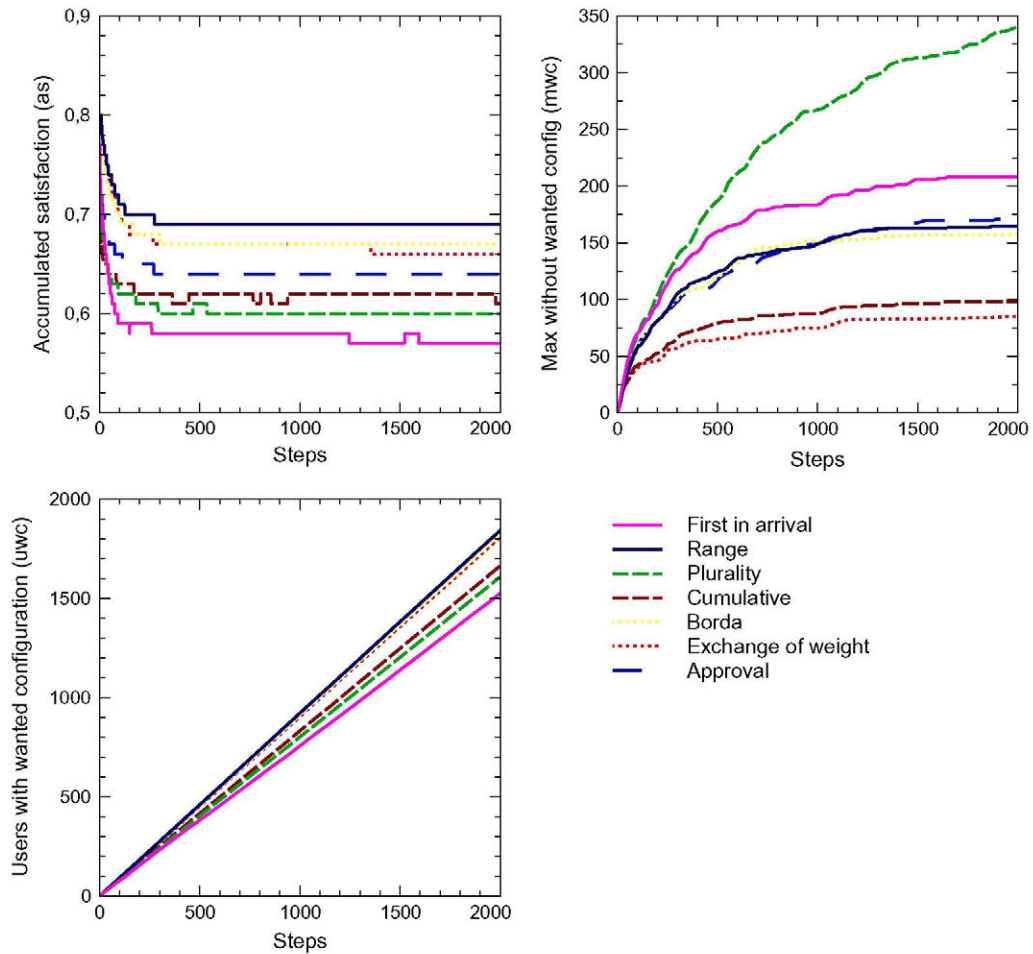 Accumulated satisfaction (as)
0,9
0,8
0,7
0,6
0,5
0
500
1000
1500
2000
Steps
Max without wanted config (mwc)
350
300
250
200
150
100
50
0
0
500
1000
1500
2000
Steps
Users with wanted configuration (uwc)
2000
1500
1000
500
0
0
500
1000
1500
2000
Steps
First in arrival
Range
Plurality
Cumulative
Borda
Exchange of weight
Approval